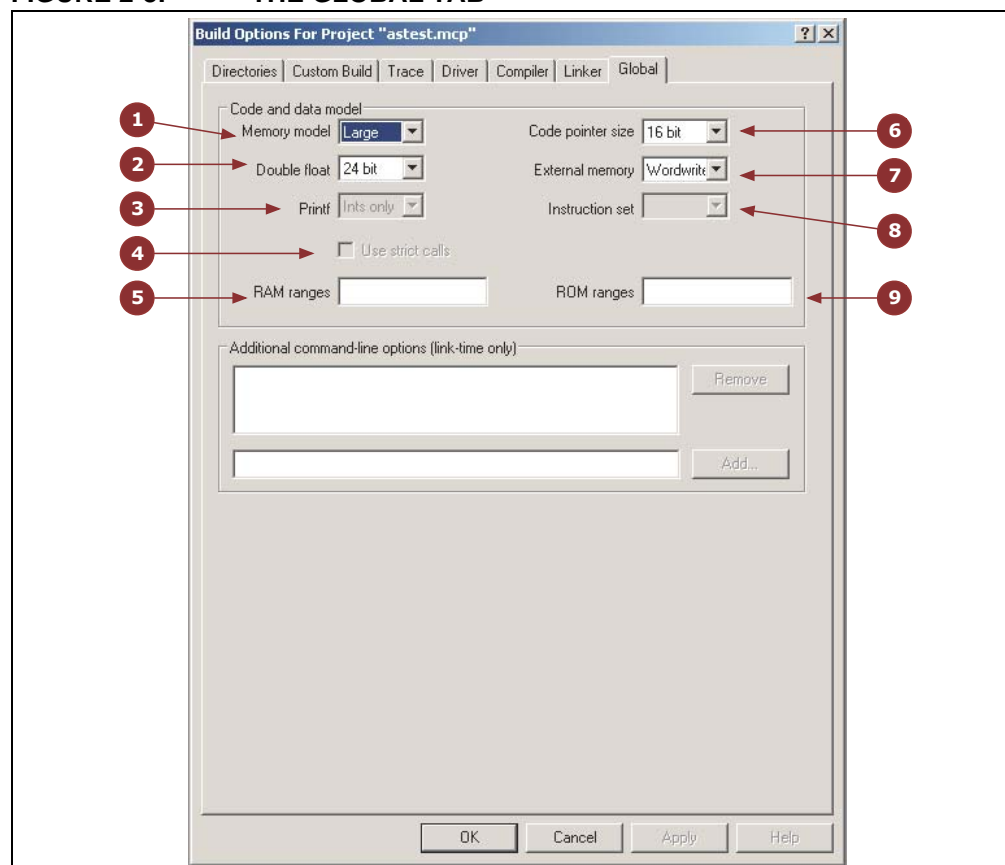 FIGURE 2-6: THE GLOBAL TAB
Build Options For Project "astest.mcp"
Directories Custom Build Trace Driver Compiler Linker Global
Code and data model
1 Memory model Large Code pointer size 16 bit 6
2 Double float 24 bit External memory Wordwrite 7
3 Printf Ints only Instruction set 8
4 Use strict calls
5 RAM ranges ROM ranges 9
Additional command-line options (link-time only)
Remove
Add...
OK Cancel Apply Help